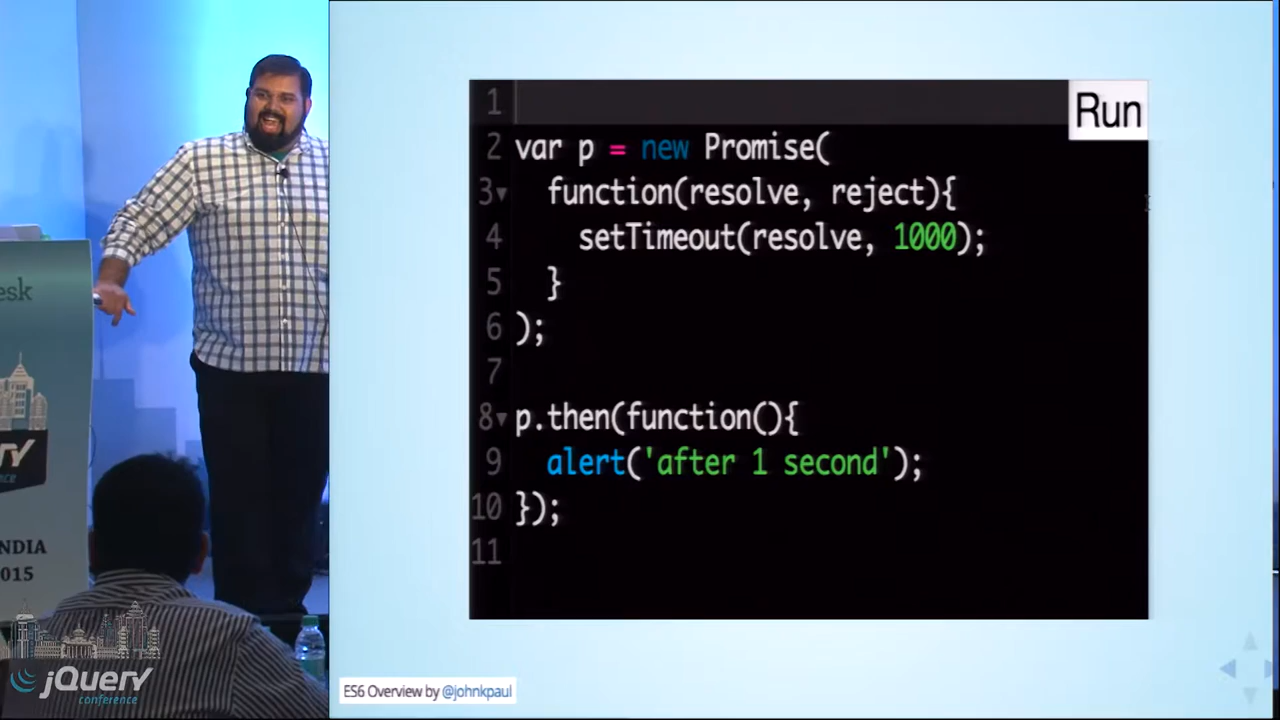 esk
NDIA
015
jQuery
conference
1
Run
2 var p = new Promise(
3 function(resolve, reject){
4 setTimeout(resolve, 1000);
5 }
6 );
7
8 p.then(function(){
9 alert('after 1 second');
10 });
11
ES6 Overview by @johnkpaul